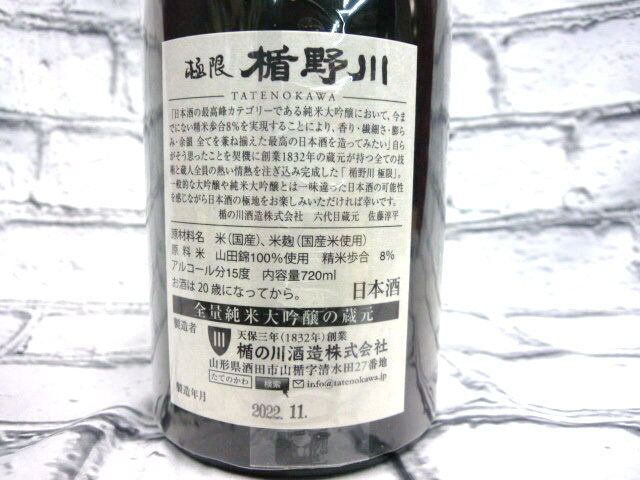 極限 楯野川
TATENOKAWA
「日本酒の最高峰カテゴリーである純米大吟醸において、今ま
でにない精米歩合8%を実現することにより、香り・繊細さ・膨ら
み・余韻 全てを兼ね揃えた最高の日本酒を造ってみたい」自ら
がそう思ったことを契機に創業1832年の蔵元が持つ全ての技
術と蔵人全員の熱い情熱を注ぎ込み完成した「楯野川 極限」。
一般的な大吟醸や純米大吟醸とは一味違った日本酒の可能性
を感じながら日本酒の極地をお楽しみいただければ幸いです。
楯の川酒造株式会社 六代目蔵元 佐藤淳平
原材料名 米(国産)、米麹(国産米使用)
原料米 山田錦100%使用 精米歩合 8%
アルコール分15度 内容量720ml
お酒は20歳になってから。 日本酒
全量純米大吟醸の蔵元
製造者 天保三年(1832年)創業
楯の川酒造株式会社
山形県酒田市山楯字清水田27番地
たてのかわ 検索 info@tatenokawa.jp
製造年月 2022.11.